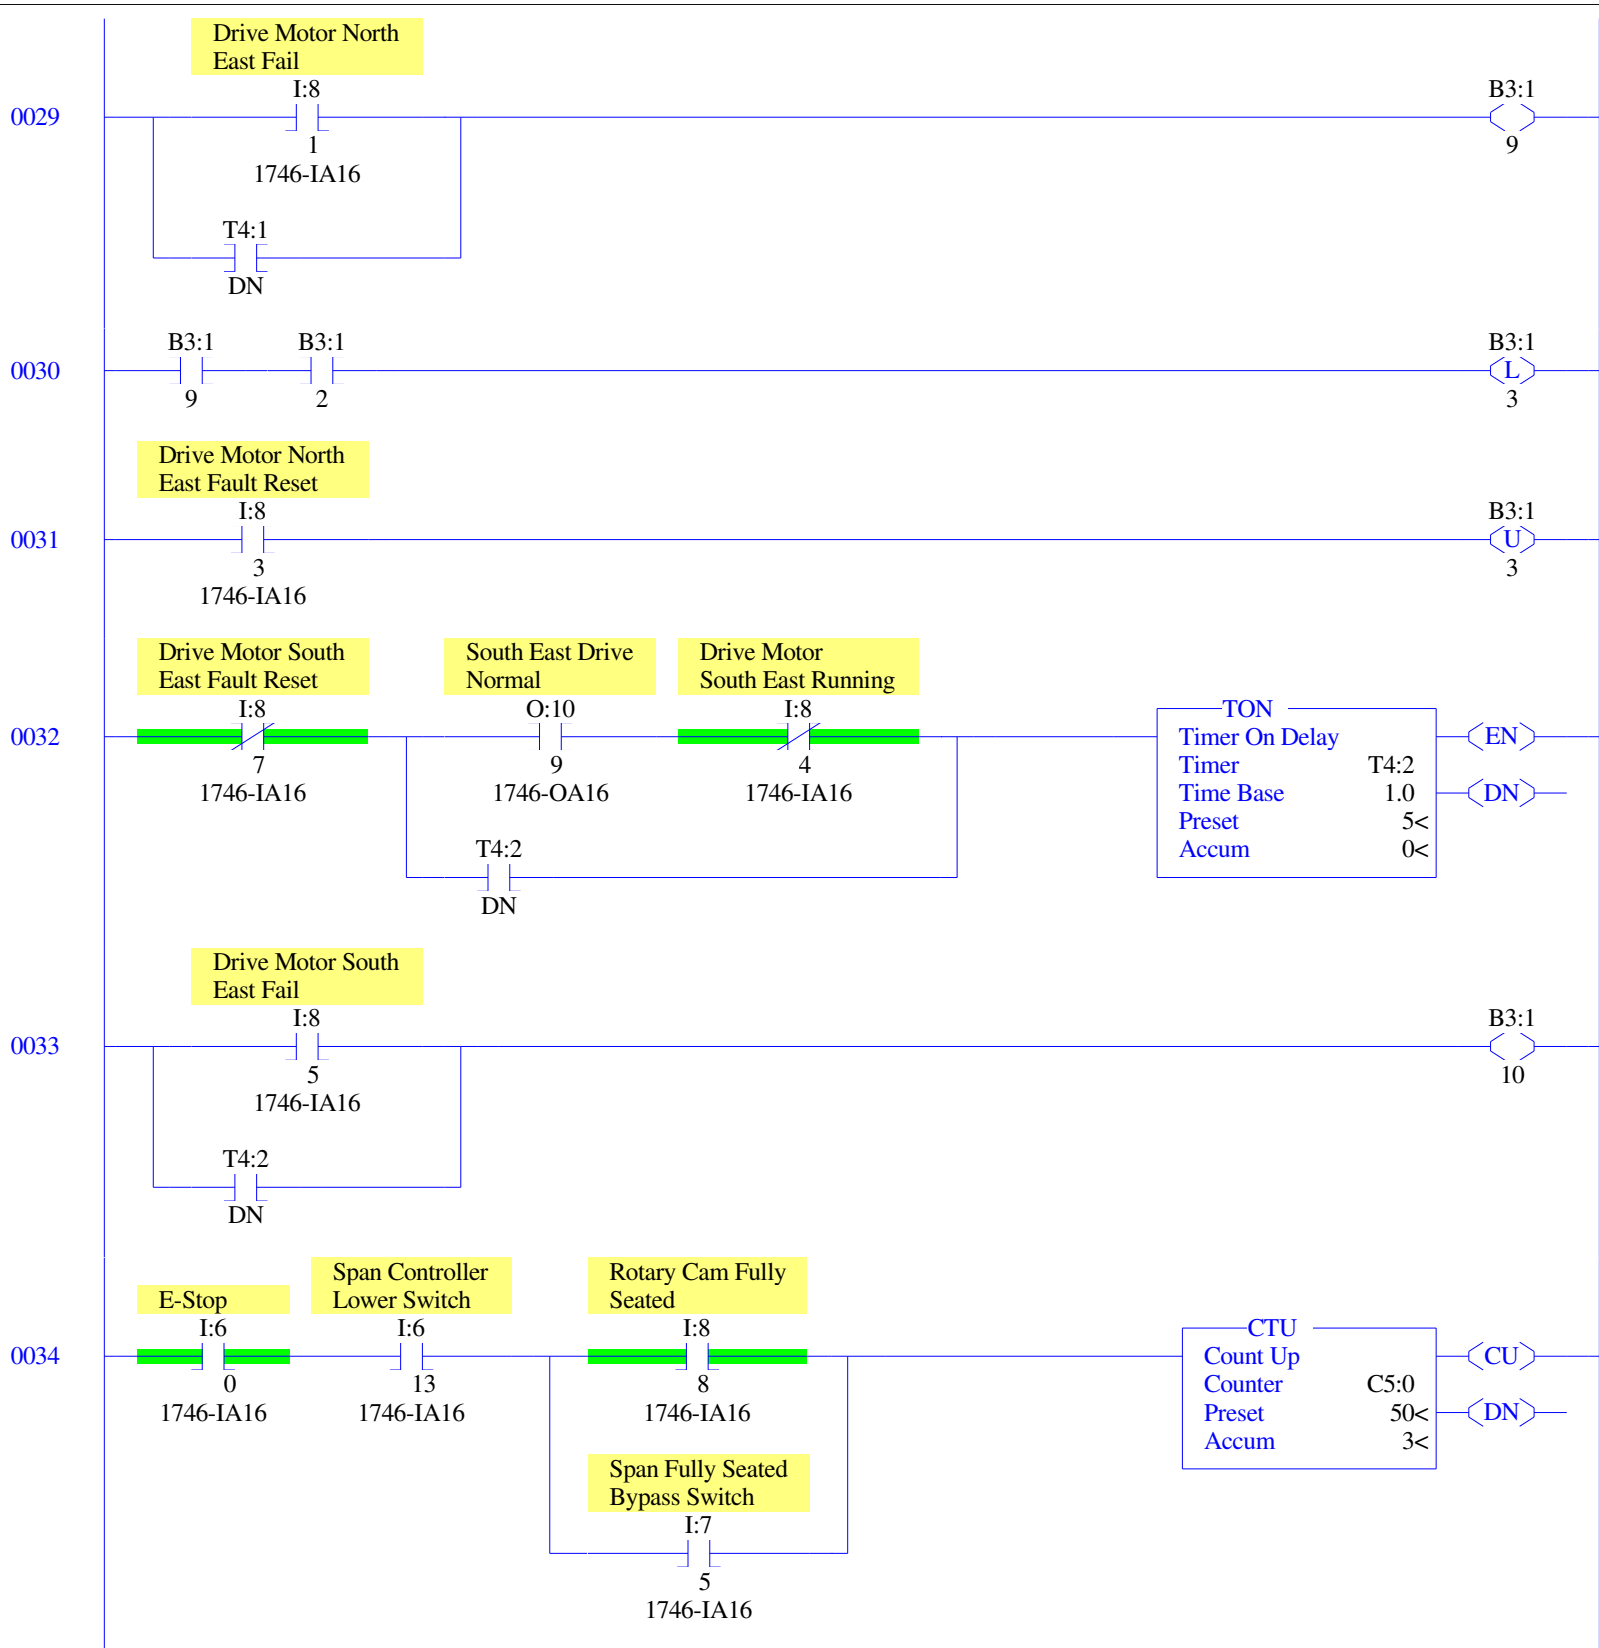 Drive Motor North
East Fail
I:8
B3:1
0029
1
9
1746-IA16
T4:1
DN
B3:1
B3:1
B3:1
0030
L
9
2
3
Drive Motor North
East Fault Reset
I:8
B3:1
0031
U
3
3
1746-IA16
Drive Motor South
East Fault Reset
South East Drive
Normal
Drive Motor
South East Running
I:8
O:10
I:8
0032
7
9
4
1746-IA16
1746-OA16
1746-IA16
TON
Timer On Delay
Timer T4:2
Time Base 1.0
Preset 5<
Accum 0<
EN
DN
T4:2
DN
Drive Motor South
East Fail
I:8
B3:1
0033
5
10
1746-IA16
T4:2
DN
E-Stop
Span Controller
Lower Switch
Rotary Cam Fully
Seated
I:6
I:6
I:8
0034
0
13
8
1746-IA16
1746-IA16
1746-IA16
CTU
Count Up
Counter C5:0
Preset 50<
Accum 3<
CU
DN
Span Fully Seated
Bypass Switch
I:7
5
1746-IA16